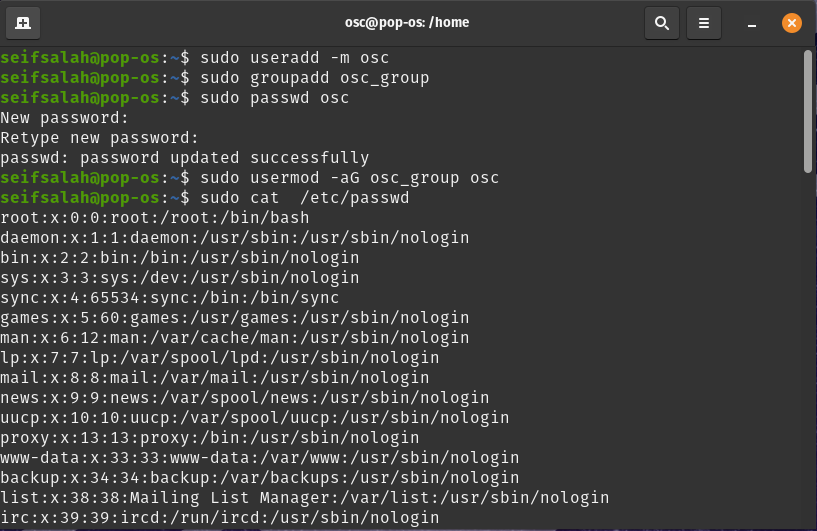 osc@pop-os: /home
seifsalah@pop-os:~$ sudo useradd -m osc
seifsalah@pop-os:~$ sudo groupadd osc_group
seifsalah@pop-os:~$ sudo passwd osc
New password:
Retype new password:
passwd: password updated successfully
seifsalah@pop-os:~$ sudo usermod -aG osc_group osc
seifsalah@pop-os:~$ sudo cat  /etc/passwd
root:x:0:0:root:/root:/bin/bash
daemon:x:1:1:daemon:/usr/sbin:/usr/sbin/nologin
bin:x:2:2:bin:/bin:/usr/sbin/nologin
sys:x:3:3:sys:/dev:/usr/sbin/nologin
sync:x:4:65534:sync:/bin:/bin/sync
games:x:5:60:games:/usr/games:/usr/sbin/nologin
man:x:6:12:man:/var/cache/man:/usr/sbin/nologin
lp:x:7:7:lp:/var/spool/lpd:/usr/sbin/nologin
mail:x:8:8:mail:/var/mail:/usr/sbin/nologin
news:x:9:9:news:/var/spool/news:/usr/sbin/nologin
uucp:x:10:10:uucp:/var/spool/uucp:/usr/sbin/nologin
proxy:x:13:13:proxy:/bin:/usr/sbin/nologin
www-data:x:33:33:www-data:/var/www:/usr/sbin/nologin
backup:x:34:34:backup:/var/backups:/usr/sbin/nologin
list:x:38:38:Mailing List Manager:/var/list:/usr/sbin/nologin
irc:x:39:39:ircd:/run/ircd:/usr/sbin/nologin